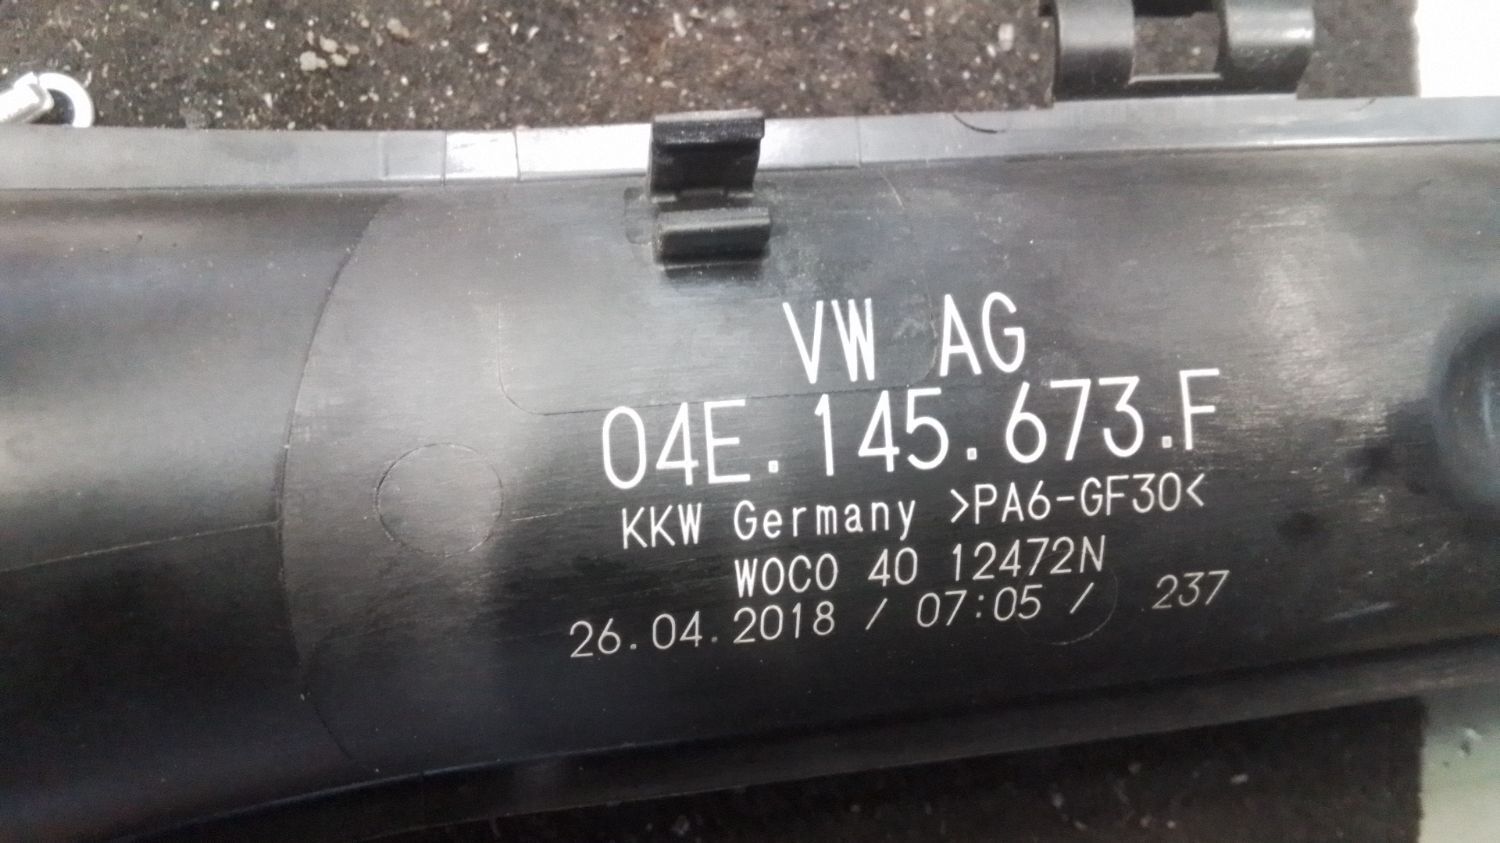 VW AG
04E.145.673.F
KKW Germany >PA6-GF30<
WOCO 40 12472N
26.04.2018 / 07:05 / 237